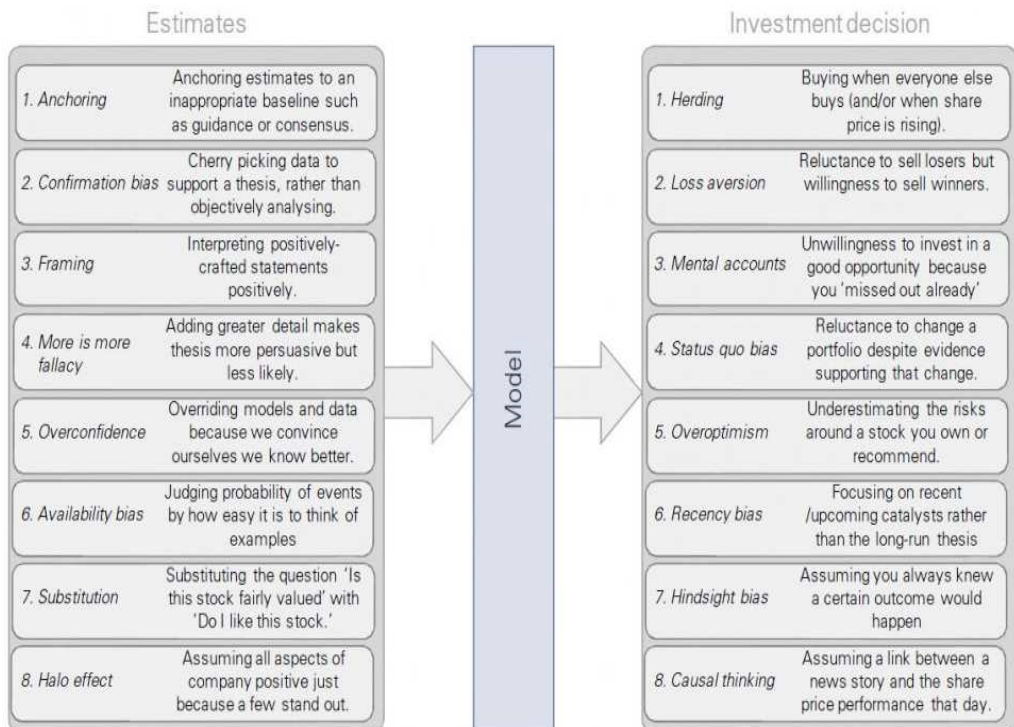 Estimates
1. Anchoring
Anchoring estimates to an
inappropriate baseline such
as guidance or consensus.
2. Confirmation bias
Cherry picking data to
support a thesis, rather than
objectively analysing.
3. Framing
Interpreting positively-
crafted statements
positively.
4. More is more
fallacy
Adding greater detail makes
thesis more persuasive but
less likely.
5. Overconfidence
Overriding models and data
because we convince
ourselves we know better.
6. Availability bias
Judging probability of events
by how easy it is to think of
examples
7. Substitution
Substituting the question 'Is
this stock fairly valued' with
'Do I like this stock.'
8. Halo effect
Assuming all aspects of
company positive just
because a few stand out.
Model
Investment decision
1. Herding
Buying when everyone else
buys (and/or when share
price is rising).
2. Loss aversion
Reluctance to sell losers but
willingness to sell winners.
3. Mental accounts
Unwillingness to invest in a
good opportunity because
you 'missed out already'
4. Status quo bias
Reluctance to change a
portfolio despite evidence
supporting that change.
5. Overoptimism
Underestimating the risks
around a stock you own or
recommend.
6. Recency bias
Focusing on recent
/upcoming catalysts rather
than the long-run thesis
7. Hindsight bias
Assuming you always knew
a certain outcome would
happen
8. Causal thinking
Assuming a link between a
news story and the share
price performance that day.